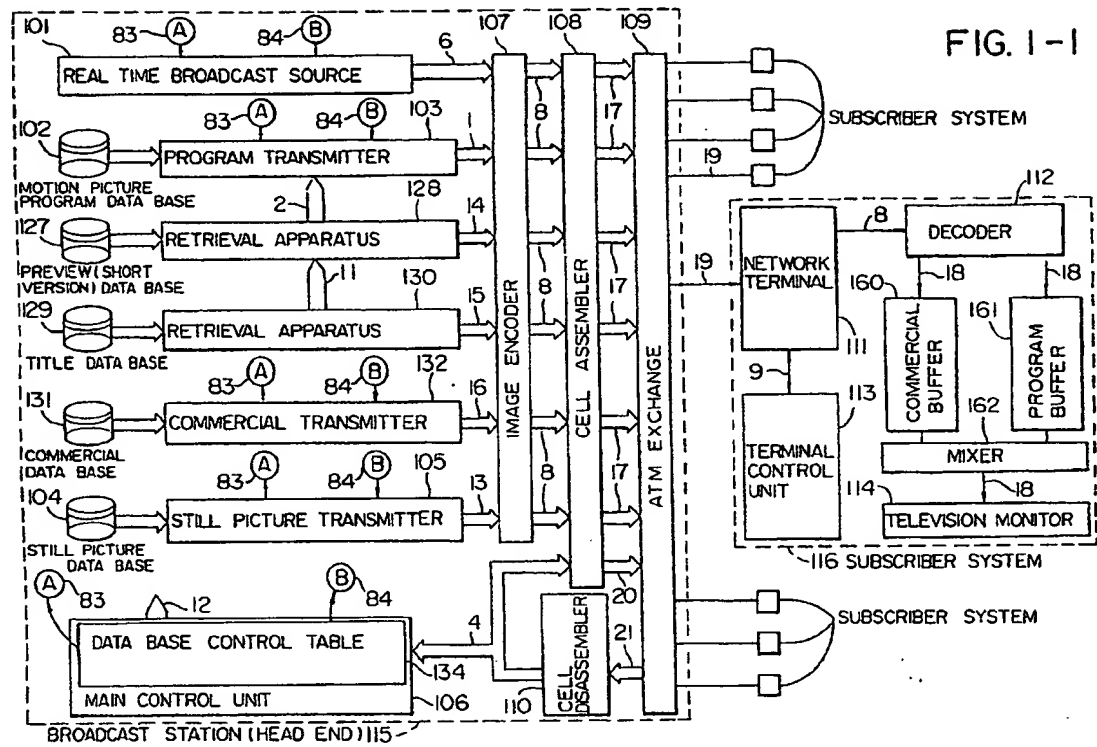 FIG. 1-1
101
83 A
84 B
6
107
108
109
REAL TIME BROADCAST SOURCE
8
17
102
83 A
84 B
103
1
8
17
PROGRAM TRANSMITTER
MOTION PICTURE
PROGRAM DATA BASE
SUBSCRIBER SYSTEM
19
2
128
127
14
RETRIEVAL APPARATUS
PREVIEW (SHORT
VERSION) DATA BASE
8
17
11
130
129
15
RETRIEVAL APPARATUS
TITLE DATA BASE
8
17
IMAGE ENCODER
CELL ASSEMBLER
ATM EXCHANGE
19
83 A
84 B
132
131
16
COMMERCIAL TRANSMITTER
COMMERCIAL
DATA BASE
8
17
83 A
84 B
105
104
13
STILL PICTURE TRANSMITTER
STILL PICTURE
DATA BASE
8
17
20
A
83
12
B
84
4
DATA BASE CONTROL TABLE
134
MAIN CONTROL UNIT
106
110
CELL
DISASSEMBLER
21
BROADCAST STATION (HEAD END) 115
112
NETWORK
TERMINAL
8
DECODER
18
18
160
161
111
9
COMMERCIAL
BUFFER
PROGRAM
BUFFER
113
162
TERMINAL
CONTROL
UNIT
MIXER
114
18
TELEVISION MONITOR
116 SUBSCRIBER SYSTEM
SUBSCRIBER SYSTEM